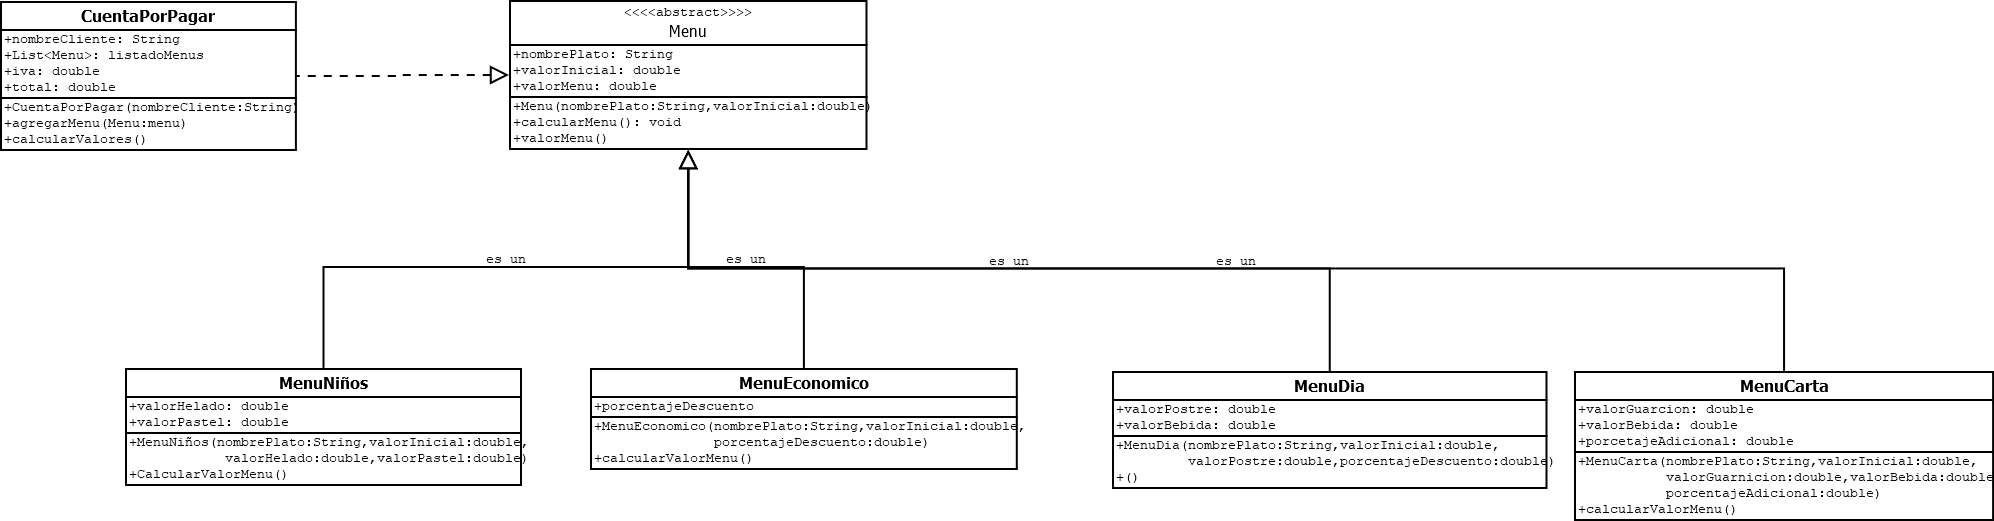 CuentaPorPagar
+nombreCliente: String
+List<Menu>: listadoMenus
+iva: double
+total: double
+CuentaPorPagar(nombreCliente:String)
+agregarMenu(Menu:menu)
+calcularValores()
<<<<abstract>>>>
Menu
+nombrePlato: String
+valorInicial: double
+valorMenu: double
+Menu(nombrePlato:String,valorInicial:double)
+calcularMenu(): void
+valorMenu()
es un
es un
es un
es un
MenuNiños
+valorHelado: double
+valorPastel: double
+MenuNiños(nombrePlato:String,valorInicial:double,
valorHelado:double,valorPastel:double)
+CalcularValorMenu()
MenuEconomico
+porcentajeDescuento
+MenuEconomico(nombrePlato:String,valorInicial:double,
porcentajeDescuento:double)
+calcularValorMenu()
MenuDia
+valorPostre: double
+valorBebida: double
+MenuDia(nombrePlato:String,valorInicial:double,
valorPostre:double,porcentajeDescuento:double)
+()
MenuCarta
+valorGuarcion: double
+valorBebida: double
+porcetajeAdicional: double
+MenuCarta(nombrePlato:String,valorInicial:double,
valorGuarnicion:double,valorBebida:double
porcentajeAdicional:double)
+calcularValorMenu()